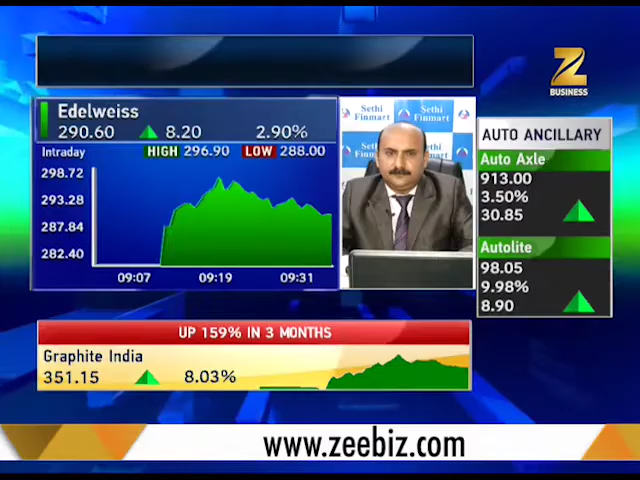 BUSINESS
Edelweiss
290.60 8.20 2.90%
Intraday HIGH 296.90 LOW 288.00
298.72
293.28
287.84
282.40
09:07 09:19 09:31
Sethi
Finmart
Sethi
Finmart
AUTO ANCILLARY
Auto Axle
913.00
3.50%
30.85
Autolite
98.05
9.98%
8.90
UP 159% IN 3 MONTHS
Graphite India
351.15 8.03%
www.zeebiz.com